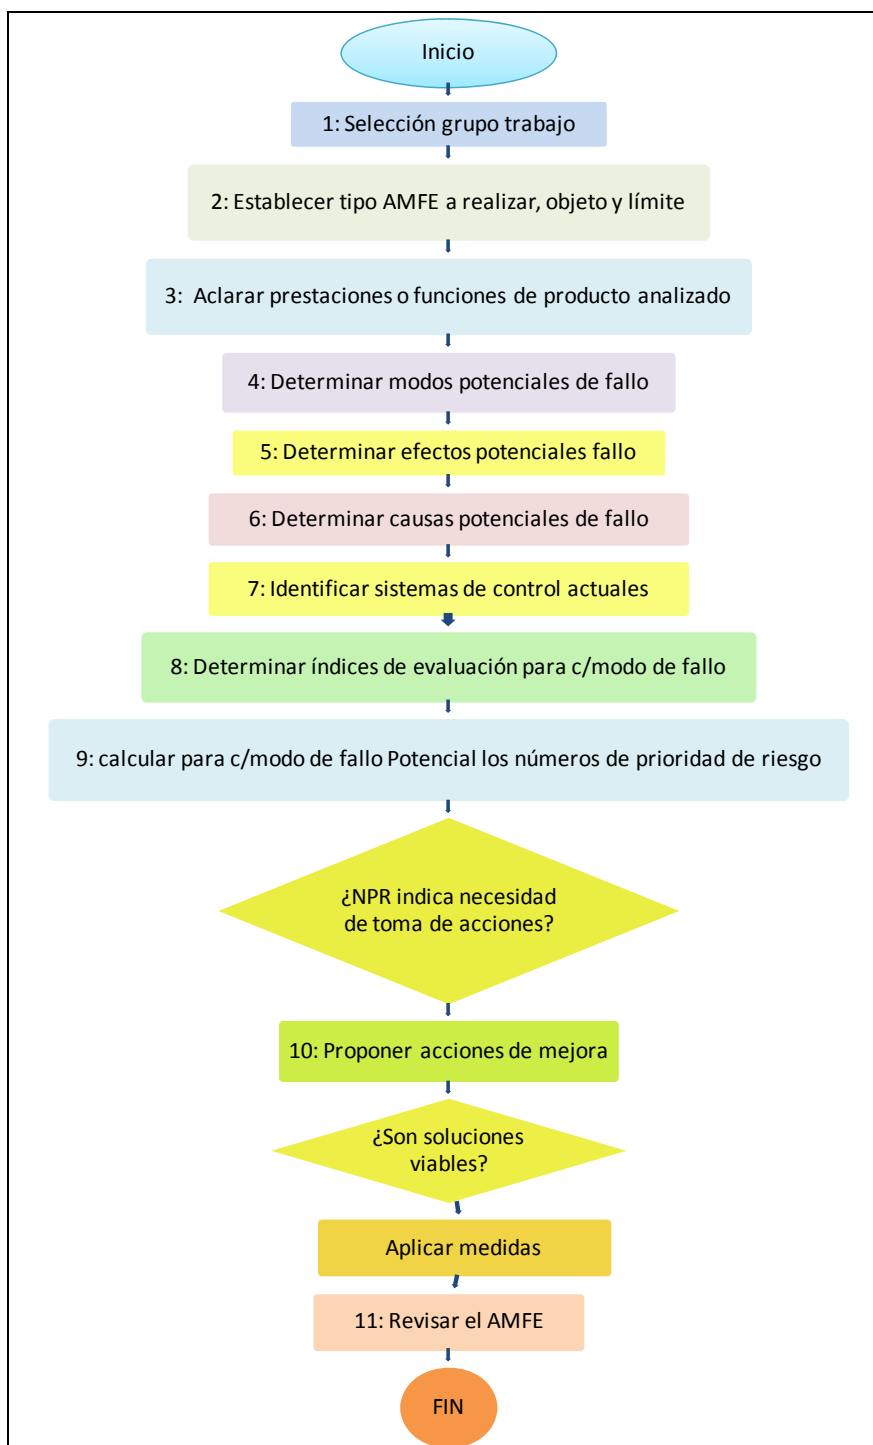 Inicio
1: Selección grupo trabajo
2: Establecer tipo AMFE a realizar, objeto y límite
3: Aclarar prestaciones o funciones de producto analizado
4: Determinar modos potenciales de fallo
5: Determinar efectos potenciales fallo
6: Determinar causas potenciales de fallo
7: Identificar sistemas de control actuales
8: Determinar índices de evaluación para c/modo de fallo
9: calcular para c/modo de fallo Potencial los números de prioridad de riesgo
¿NPR indica necesidad
de toma de acciones?
10: Proponer acciones de mejora
¿Son soluciones
viables?
Aplicar medidas
11: Revisar el AMFE
FIN